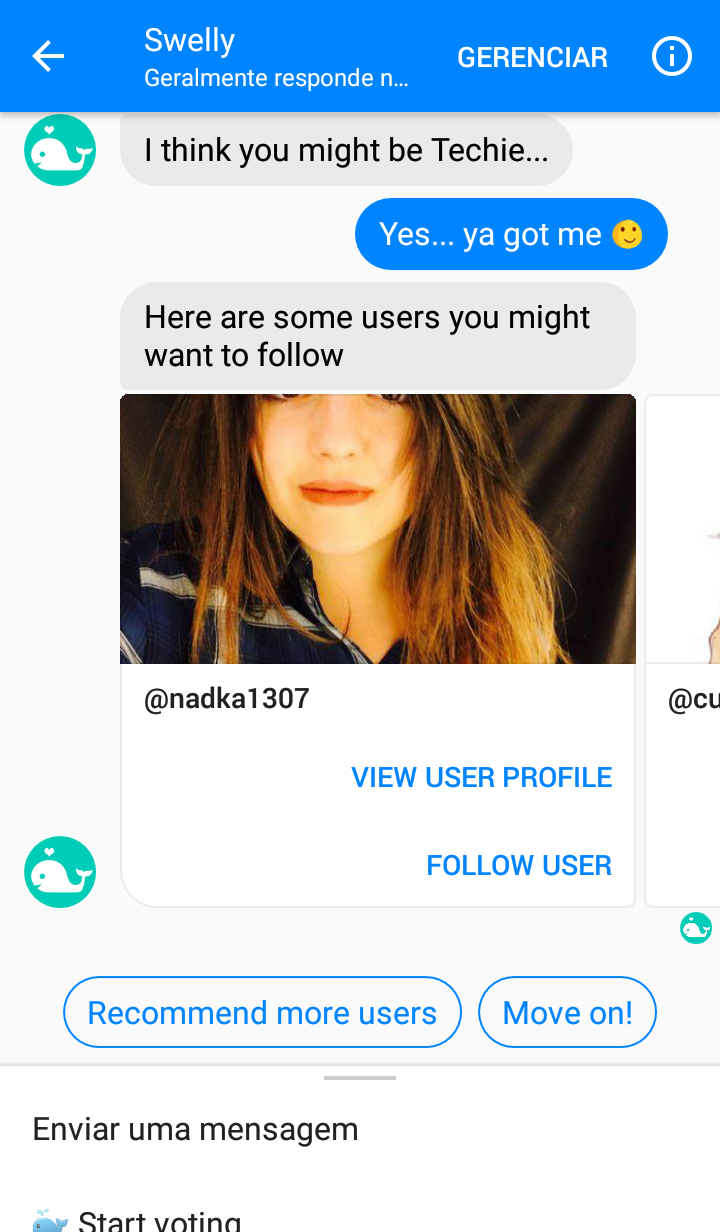 Swelly
Geralmente responde n...
GERENCIAR
I think you might be Techie...
Yes... ya got me 🙂
Here are some users you might
want to follow
@nadka1307
@cu
VIEW USER PROFILE
FOLLOW USER
Recommend more users
Move on!
Enviar uma mensagem
🐳 Start voting